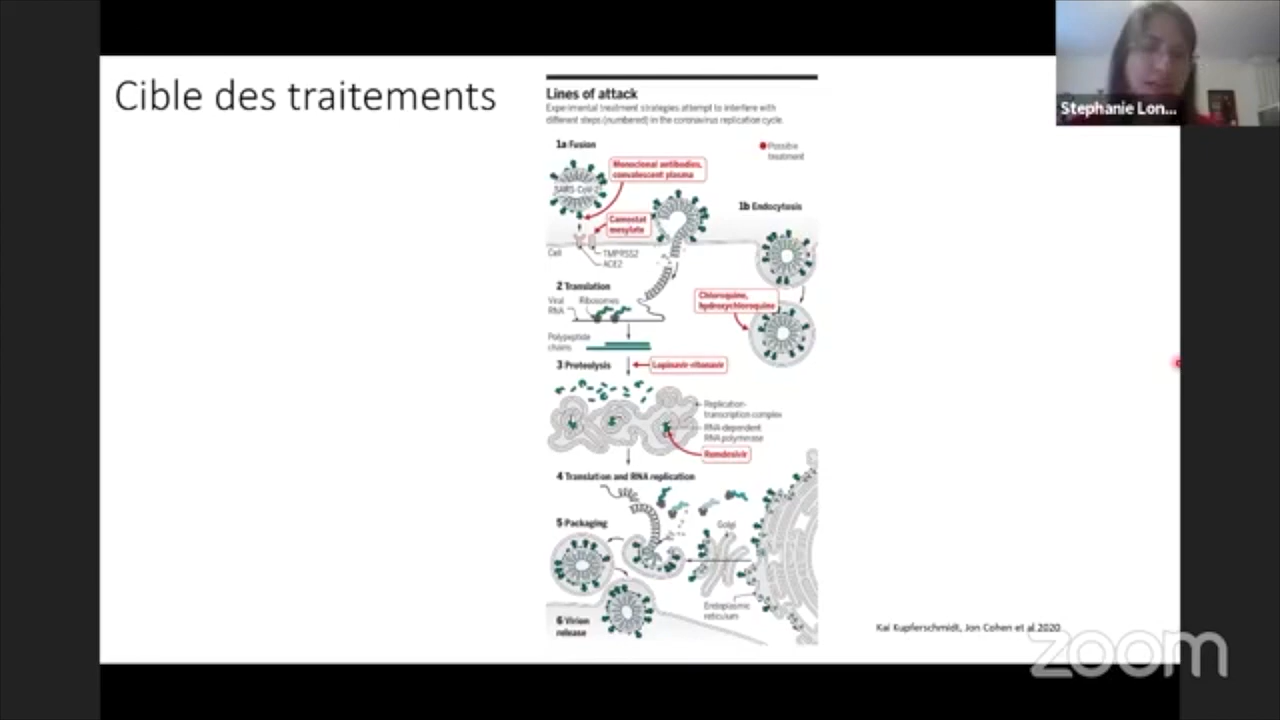 Cible des traitements
Stephanie Lon...
Lines of attack
Experimental treatment strategies attempt to interfere with
different steps (numbered) in the coronavirus replication cycle.
1a Fusion
Possible
treatment
Monoclonal antibodies,
convalescent plasma
SARS-CoV-2
1b Endocytosis
Camostat
mesylate
Cell
TMPRSS2
ACE2
2 Translation
Viral
RNA
Ribosomes
Chloroquine,
hydroxychloroquine
Polypeptide
chains
3 Proteolysis
Lopinavir-ritonavir
Replication-
transcription complex
RNA-dependent
RNA polymerase
Remdesivir
4 Translation and RNA replication
5 Packaging
Golgi
Endoplasmic
reticulum
6 Virion
release
Kai Kupferschmidt, Jon Cohen et al 2020
zoom